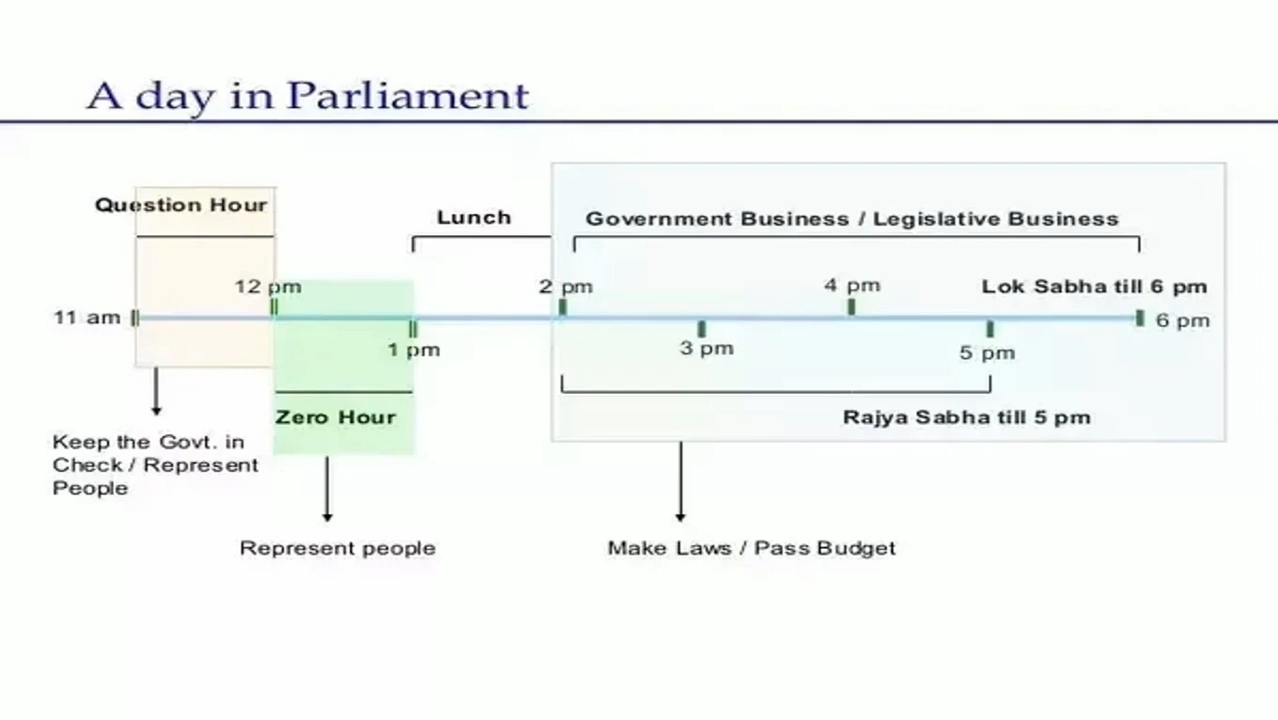 A day in Parliament
Question Hour
Lunch
Government Business / Legislative Business
12 pm
2 pm
4 pm
Lok Sabha till 6 pm
11 am
6 pm
1 pm
3 pm
5 pm
Zero Hour
Rajya Sabha till 5 pm
Keep the Govt. in
Check / Represent
People
Represent people
Make Laws / Pass Budget